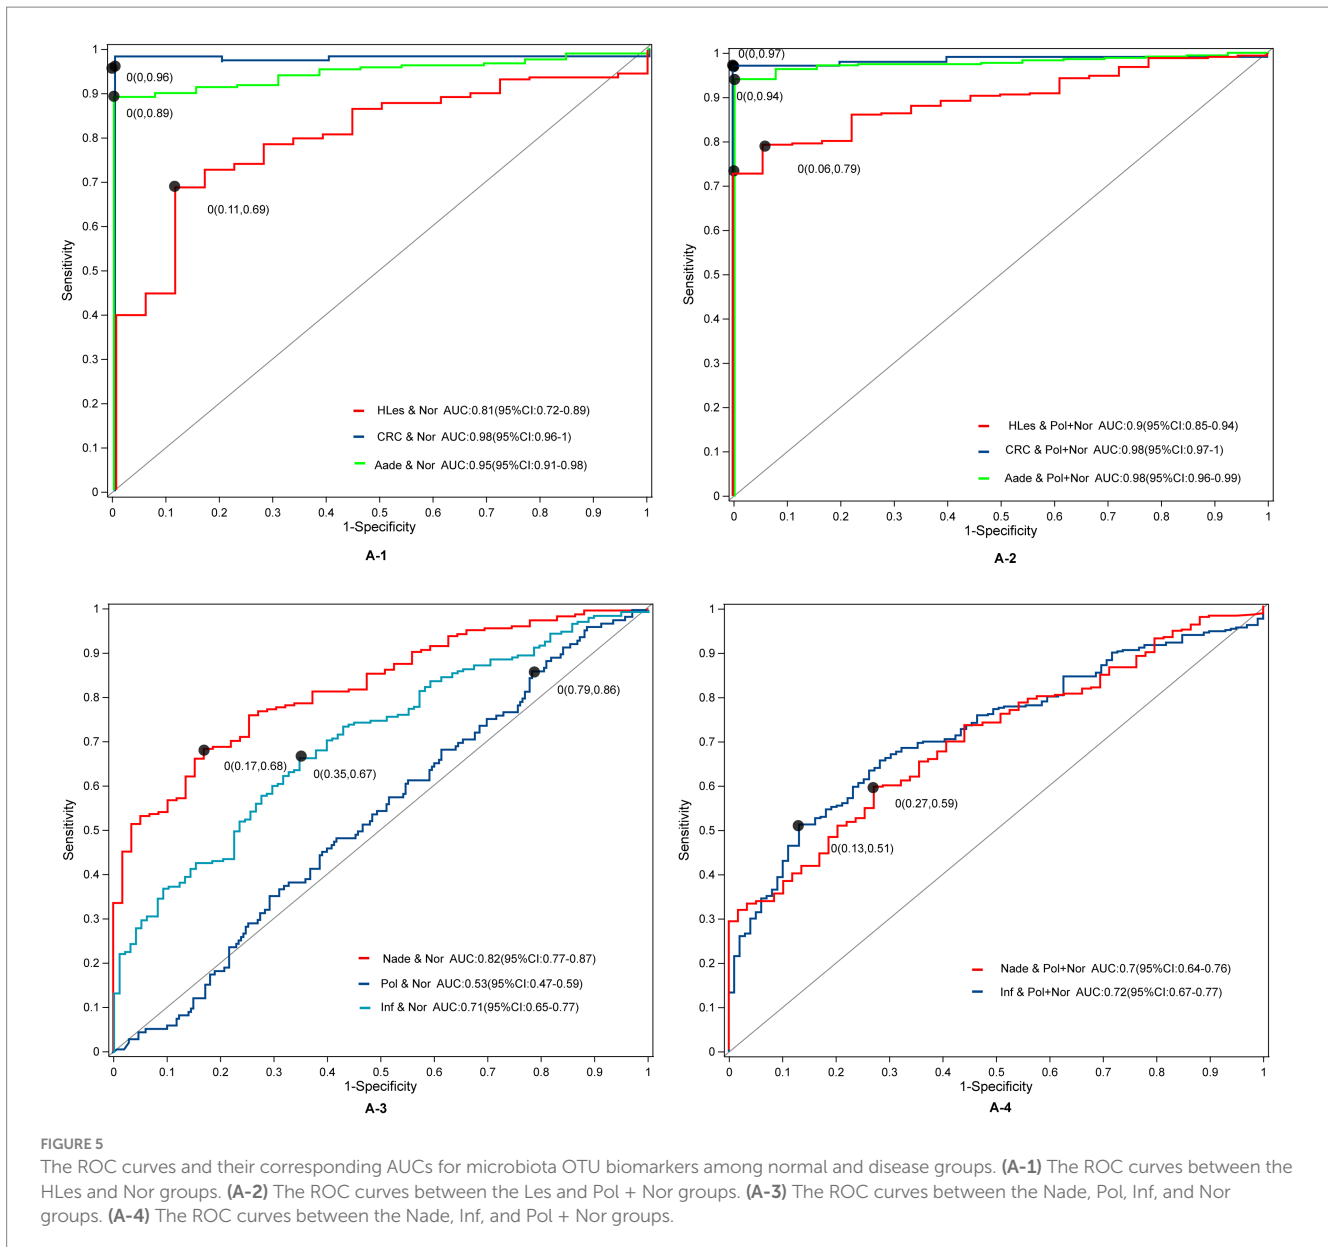 1
0.9
0.8
0.7
0.6
0.5
0.4
0.3
0.2
0.1
0
Sensitivity
0(0,0.96)
0(0,0.89)
0(0.11,0.69)
HLes & Nor AUC:0.81(95%CI:0.72-0.89)
CRC & Nor AUC:0.98(95%CI:0.96-1)
Aade & Nor AUC:0.95(95%CI:0.91-0.98)
0 0.1 0.2 0.3 0.4 0.5 0.6 0.7 0.8 0.9 1
1-Specificity
A-1
1
0.9
0.8
0.7
0.6
0.5
0.4
0.3
0.2
0.1
0
Sensitivity
0(0,0.97)
0(0,0.94)
0(0.06,0.79)
HLes & Pol+Nor AUC:0.9(95%CI:0.85-0.94)
CRC & Pol+Nor AUC:0.98(95%CI:0.97-1)
Aade & Pol+Nor AUC:0.98(95%CI:0.96-0.99)
0 0.1 0.2 0.3 0.4 0.5 0.6 0.7 0.8 0.9 1
1-Specificity
A-2
1
0.9
0.8
0.7
0.6
0.5
0.4
0.3
0.2
0.1
0
Sensitivity
0(0.79,0.86)
0(0.17,0.68)
0(0.35,0.67)
Nade & Nor AUC:0.82(95%CI:0.77-0.87)
Pol & Nor AUC:0.53(95%CI:0.47-0.59)
Inf & Nor AUC:0.71(95%CI:0.65-0.77)
0 0.1 0.2 0.3 0.4 0.5 0.6 0.7 0.8 0.9 1
1-Specificity
A-3
1
0.9
0.8
0.7
0.6
0.5
0.4
0.3
0.2
0.1
0
Sensitivity
0(0.27,0.59)
0(0.13,0.51)
Nade & Pol+Nor AUC:0.7(95%CI:0.64-0.76)
Inf & Pol+Nor AUC:0.72(95%CI:0.67-0.77)
0 0.1 0.2 0.3 0.4 0.5 0.6 0.7 0.8 0.9 1
1-Specificity
A-4
FIGURE 5
The ROC curves and their corresponding AUCs for microbiota OTU biomarkers among normal and disease groups. (A-1) The ROC curves between the
HLes and Nor groups. (A-2) The ROC curves between the Les and Pol + Nor groups. (A-3) The ROC curves between the Nade, Pol, Inf, and Nor
groups. (A-4) The ROC curves between the Nade, Inf, and Pol + Nor groups.